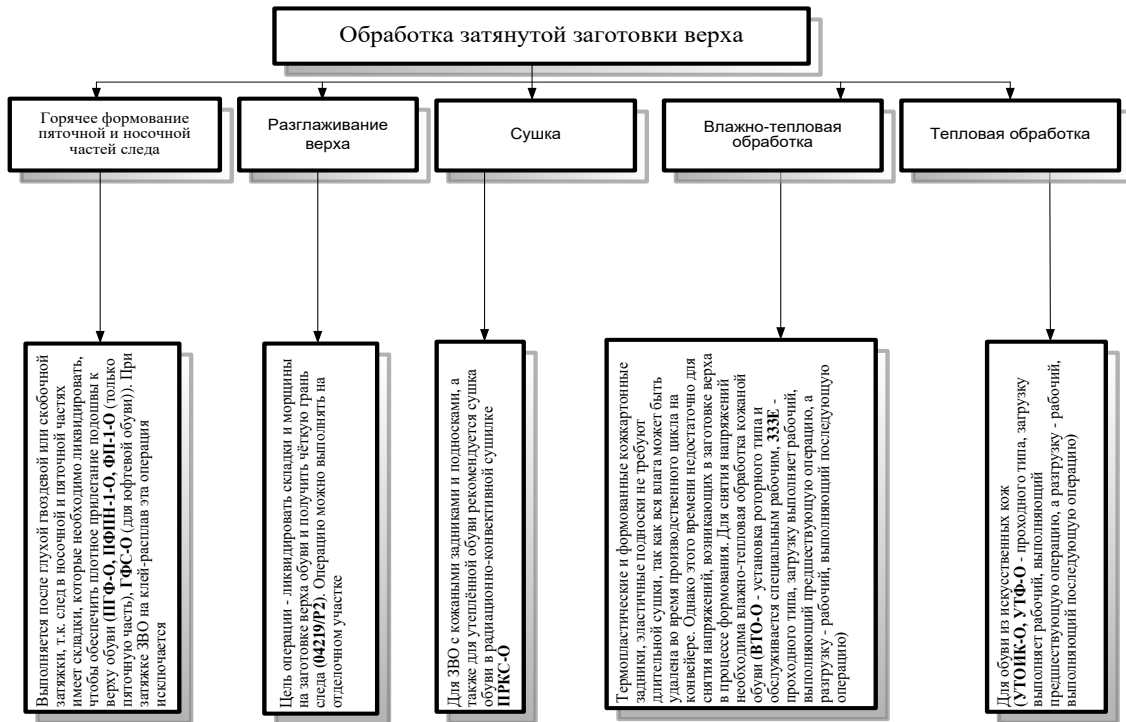 Обработка затянутой заготовки верха
Горячее формование
пяточной и носочной
частей следа
Разглаживание
верха
Сушка
Влажно-тепловая
обработка
Тепловая обработка
Выполняется после глухой гвоздевой или скобочной
затяжки, т.к. след в носочной и пяточной частях
имеет складки, которые необходимо ликвидировать,
чтобы обеспечить плотное прилегание подошвы к
верху обуви (ПГФ-О, ПФПН-1-О, ФП-1-О (только
пяточную часть), ГФС-О (для юфтевой обуви)). При
затяжке ЗВО на клей-расплав эта операция
исключается
Цель операции - ликвидировать складки и морщины
на заготовке верха обуви и получить чёткую грань
следа (04219/Р2). Операцию можно выполнять на
отделочном участке
Для ЗВО с кожаными задниками и подносками, а
также для утеплённой обуви рекомендуется сушка
обуви в радиационно-конвективной сушилке
ПРКС-О
Термопластические и формованные кожкартонные
задники, эластичные подноски не требуют
длительной сушки, так как вся влага может быть
удалена во время производственного цикла на
конвейере. Однако этого времени недостаточно для
снятия напряжений, возникающих в заготовке верха
в процессе формования. Для снятия напряжений
необходима влажно-тепловая обработка кожаной
обуви (ВТО-О - установка роторного типа и
обслуживается специальным рабочим, 333Е -
проходного типа, загрузку выполняет рабочий,
выполняющий предшествующую операцию, а
разгрузку - рабочий, выполняющий последующую
операцию)
Для обуви из искусственных кож
(УТОИК-О, УТФ-О - проходного типа, загрузку
выполняет рабочий, выполняющий
предшествующую операцию, а разгрузку - рабочий,
выполняющий последующую операцию)